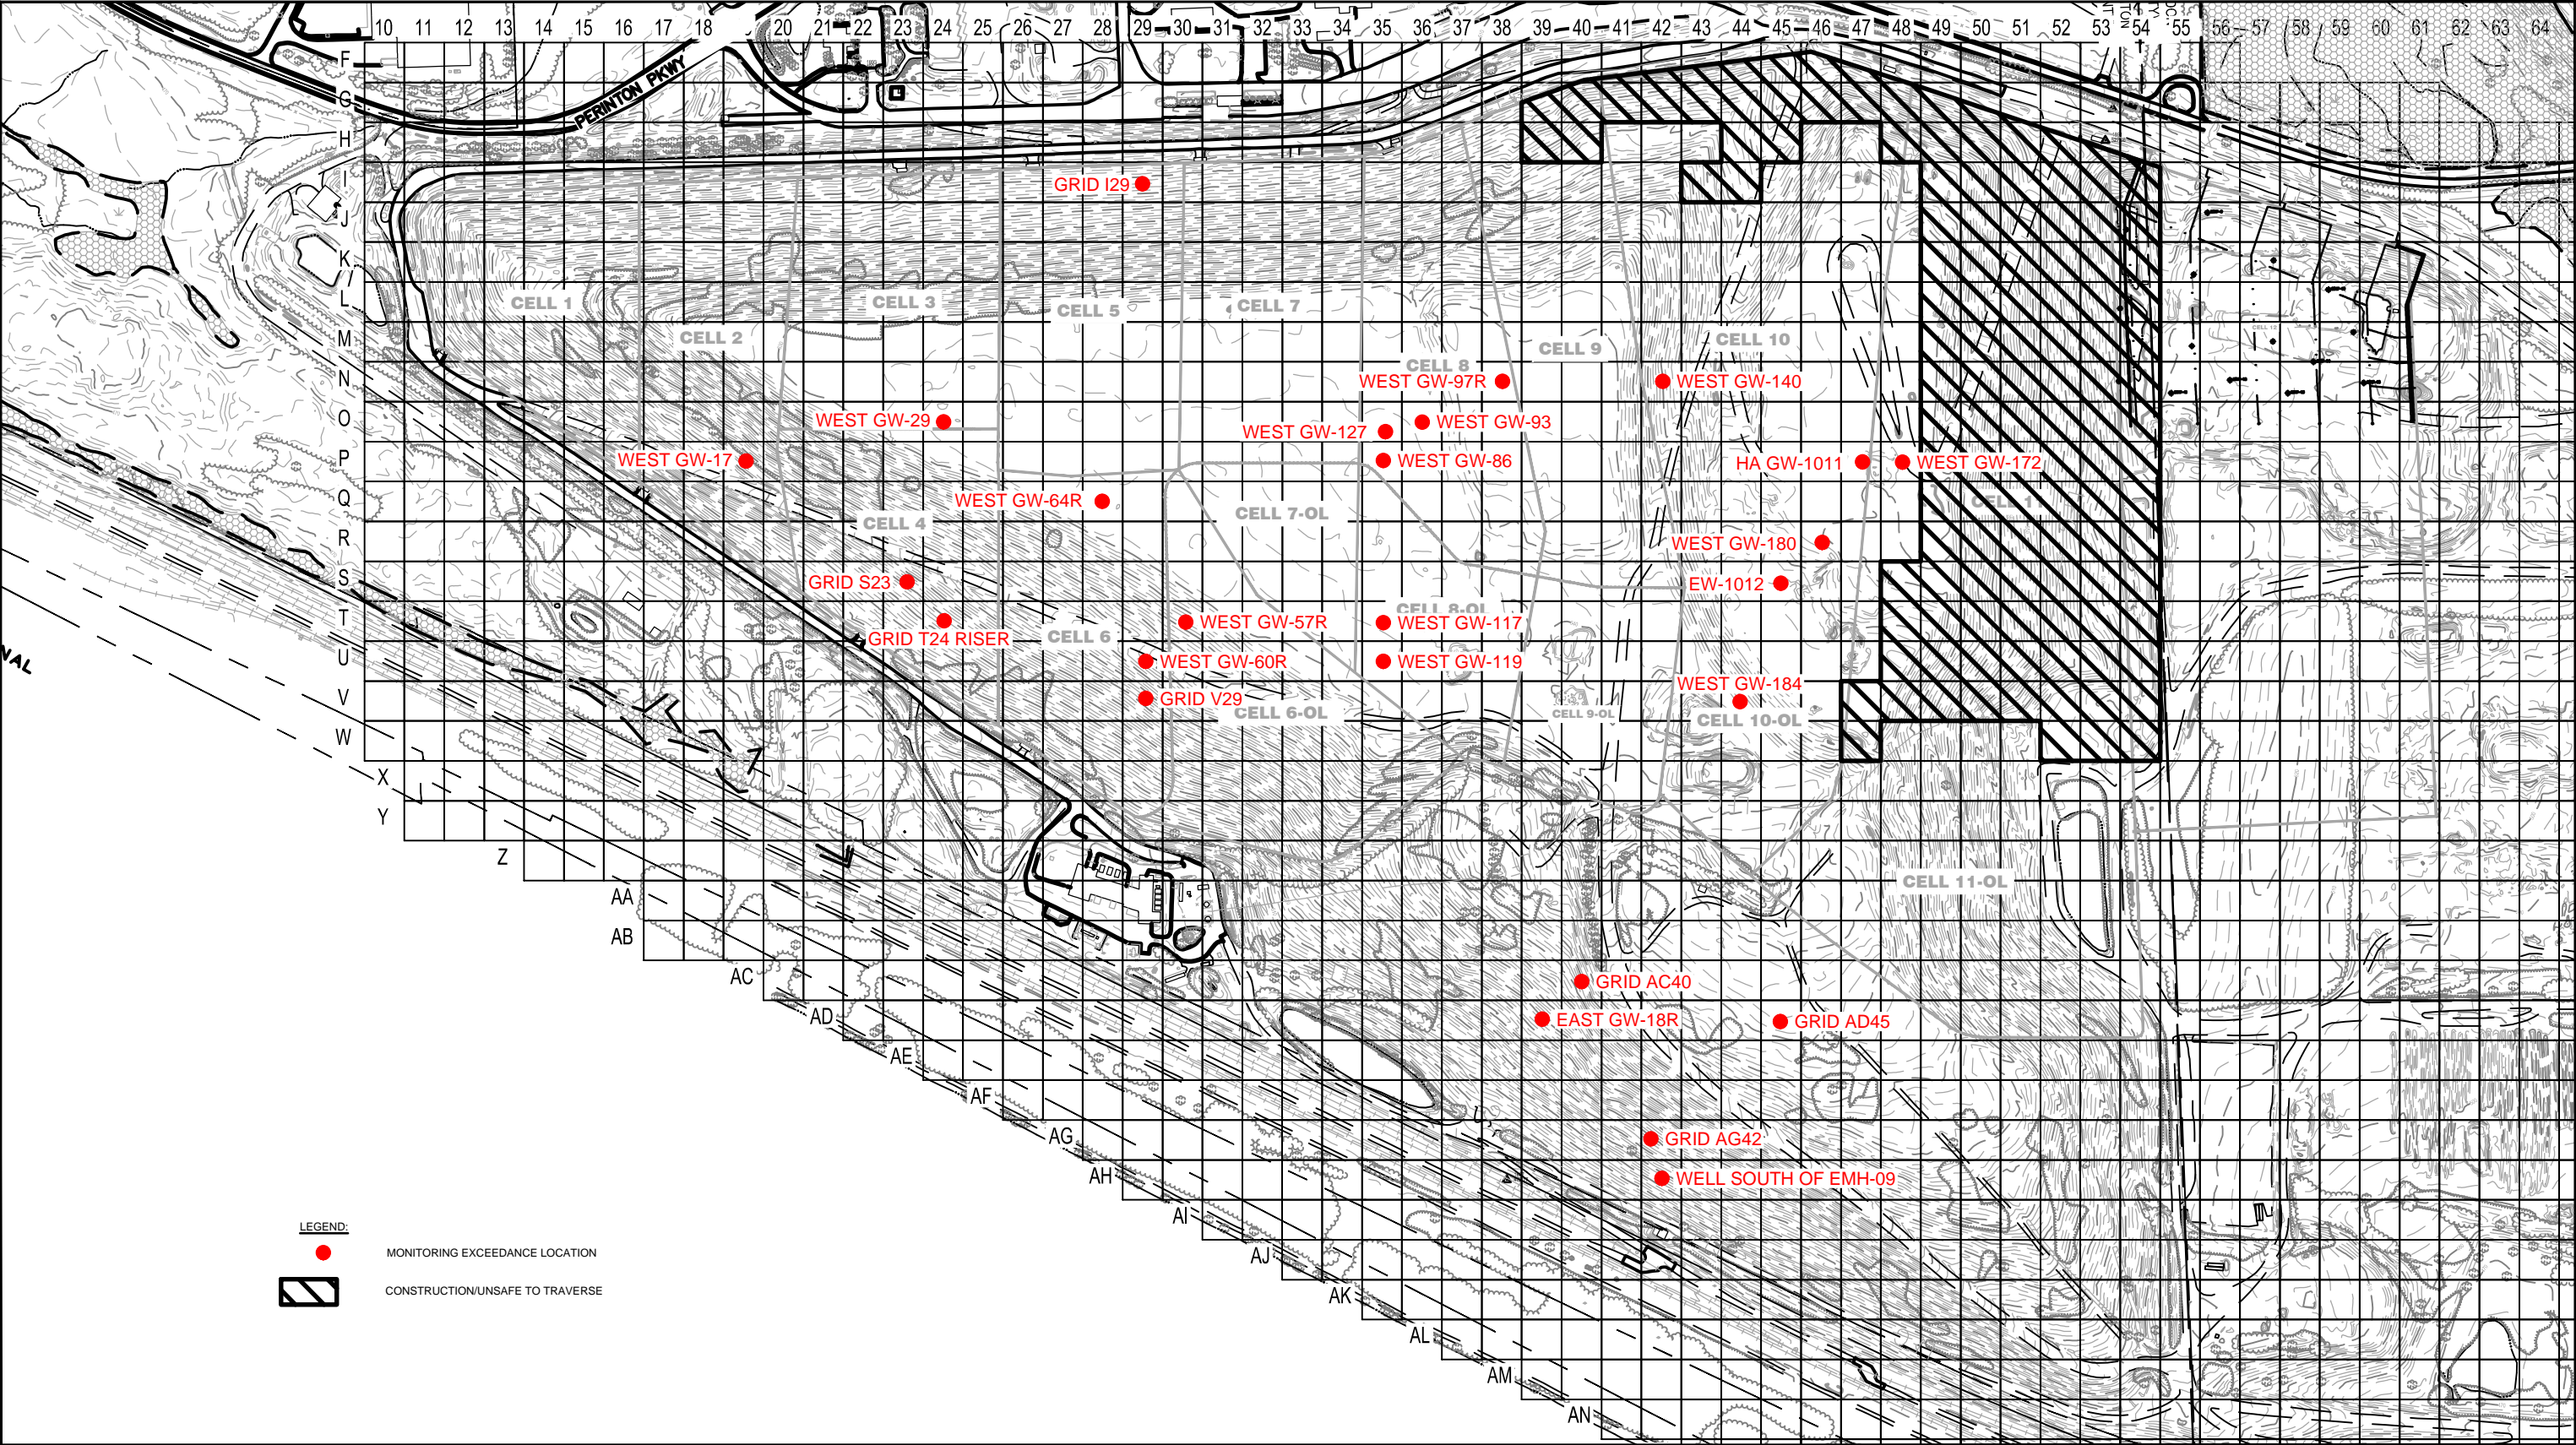 10 11 12 13 14 15 16 17 18 20 21 22 23 24 25 26 27 28 29 30 31 32 33 34 35 36 37 38 39 40 41 42 43 44 45 46 47 48 49 50 51 52 53 54 55 56 57 58 59 60 61 62 63 64
F
PERINTON PKWY
G
H
I
GRID I29
J
K
L
CELL 1
CELL 3
CELL 5
CELL 7
M
CELL 2
CELL 9
CELL 10
CELL 8
N
WEST GW-97R
WEST GW-140
O
WEST GW-29
WEST GW-93
WEST GW-127
P
WEST GW-17
WEST GW-86
HA GW-1011
WEST GW-172
Q
WEST GW-64R
CELL 7-OL
CELL 4
R
WEST GW-180
S
GRID S23
EW-1012
CELL 8-OL
T
WEST GW-57R
WEST GW-117
GRID T24 RISER
CELL 6
U
WEST GW-60R
WEST GW-119
WEST GW-184
V
GRID V29
CELL 6-OL
CELL 9-OL
CELL 10-OL
W
X
Y
Z
CELL 11-OL
AA
AB
AC
GRID AC40
AD
EAST GW-18R
GRID AD45
AE
AF
AG
GRID AG42
AH
WELL SOUTH OF EMH-09
AI
LEGEND:
MONITORING EXCEEDANCE LOCATION
AJ
CONSTRUCTION/UNSAFE TO TRAVERSE
AK
AL
AM
AN